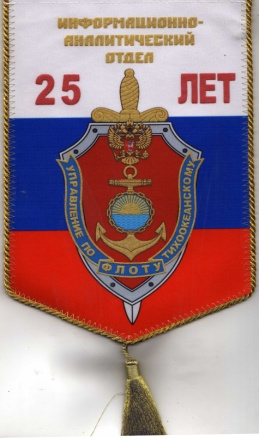 ИНФОРМАЦИОННО-
АНАЛИТИЧЕСКИЙ
ОТДЕЛ
25 ЛЕТ
УПРАВЛЕНИЕ ПО
ФЛОТУ
ТИХООКЕАНСКОМУ